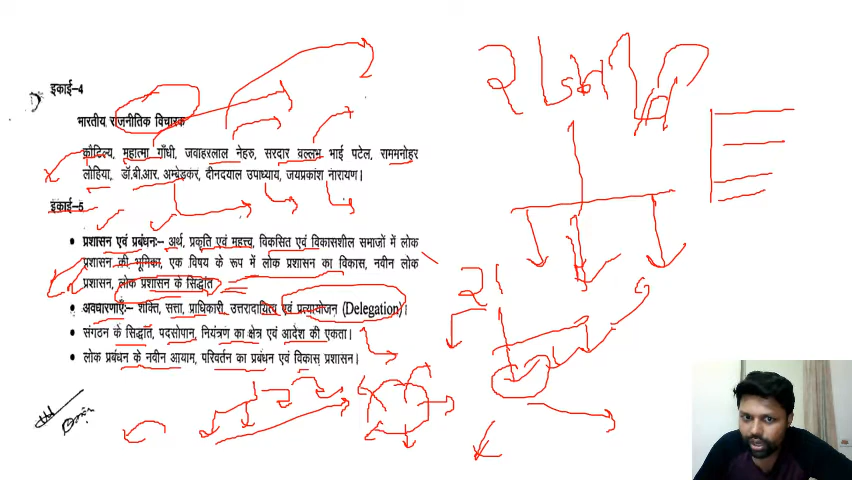 इकाई-4
भारतीय राजनीतिक विचारक
कौटिल्य, महात्मा गाँधी, जवाहरलाल नेहरु, सरदार वल्लभ भाई पटेल, राममनोहर
लोहिया, डॉ.बी.आर. अम्बेड़कर, दीनदयाल उपाध्याय, जयप्रकाश नारायण।
इकाई-5
• प्रशासन एवं प्रबंधनः- अर्थ, प्रकृति एवं महत्त्व, विकसित एवं विकासशील समाजों में लोक
प्रशासन की भूमिका, एक विषय के रूप में लोक प्रशासन का विकास, नवीन लोक
प्रशासन, लोक प्रशासन के सिद्धांत
• अवधारणाएँः- शक्ति, सत्ता, प्राधिकारी, उत्तरादायित्व एवं प्रत्यायोजन (Delegation)।
• संगठन के सिद्धांत, पदसोपान, नियंत्रण का क्षेत्र एवं आदेश की एकता।
• लोक प्रबंधन के नवीन आयाम, परिवर्तन का प्रबंधन एवं विकास प्रशासन।